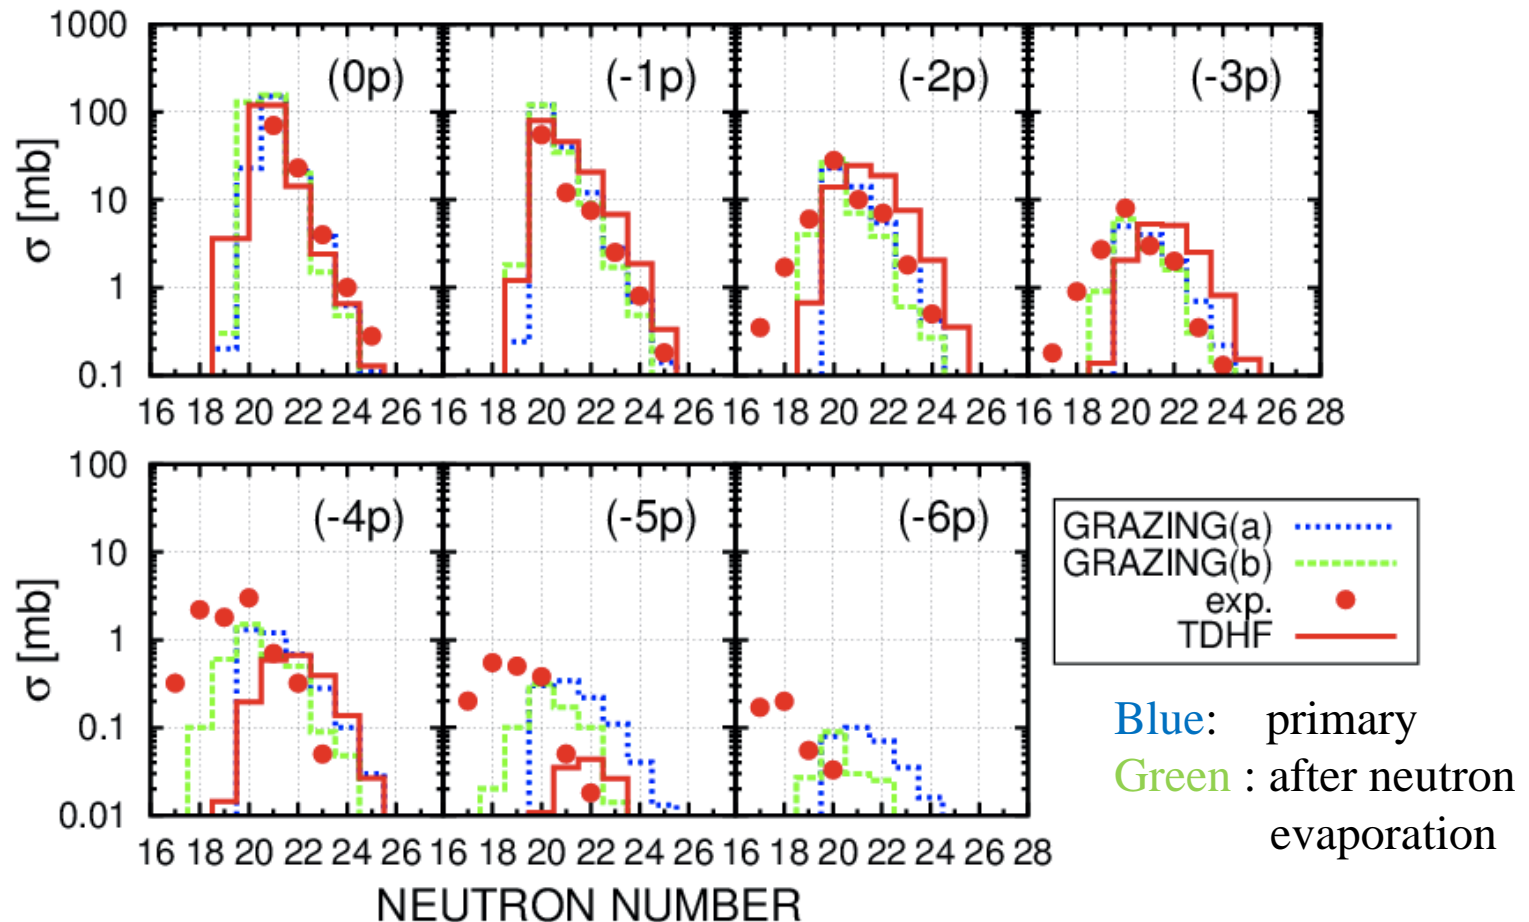 1000
100
10
1
0.1
σ [mb]
(0p)
(-1p)
(-2p)
(-3p)
16 18 20 22 24 26 16 18 20 22 24 26 16 18 20 22 24 26 16 18 20 22 24 26 28
100
10
1
0.1
0.01
σ [mb]
(-4p)
(-5p)
(-6p)
16 18 20 22 24 26 16 18 20 22 24 26 16 18 20 22 24 26 28
NEUTRON NUMBER
GRAZING(a)
GRAZING(b)
exp.
TDHF
Blue: primary
Green : after neutron
evaporation